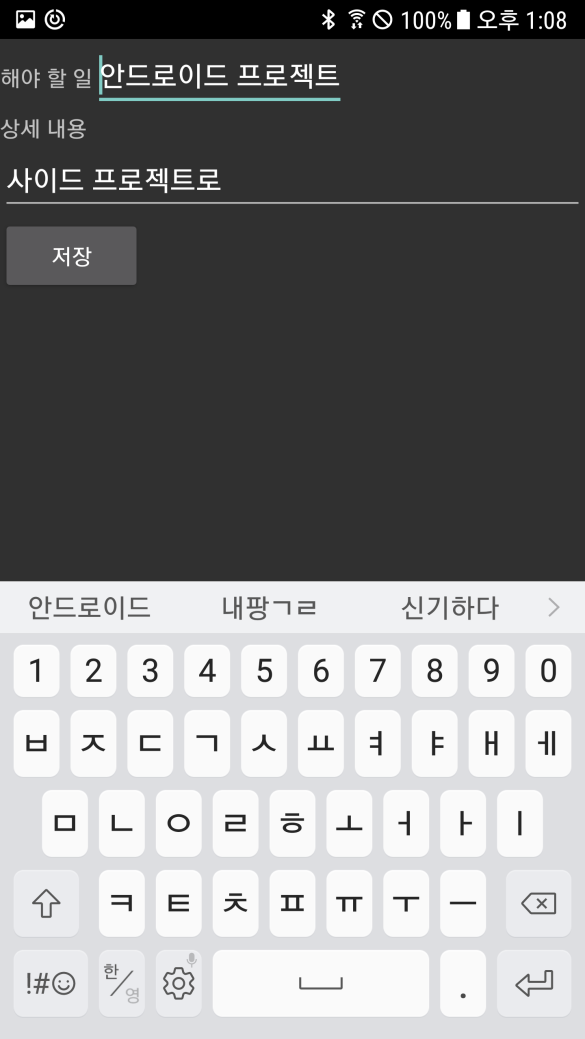 100% 오후 1:08
해야 할 일 안드로이드 프로젝트
상세 내용
사이드 프로젝트로
저장
안드로이드 내팡ㄱㄹ 신기하다
1 2 3 4 5 6 7 8 9 0
ㅂ ㅈ ㄷ ㄱ ㅅ ㅛ ㅕ ㅑ ㅐ ㅔ
ㅁ ㄴ ㅇ ㄹ ㅎ ㅗ ㅓ ㅏ ㅣ
ㅋ ㅌ ㅊ ㅍ ㅠ ㅜ ㅡ
!#☺ 한/영 .